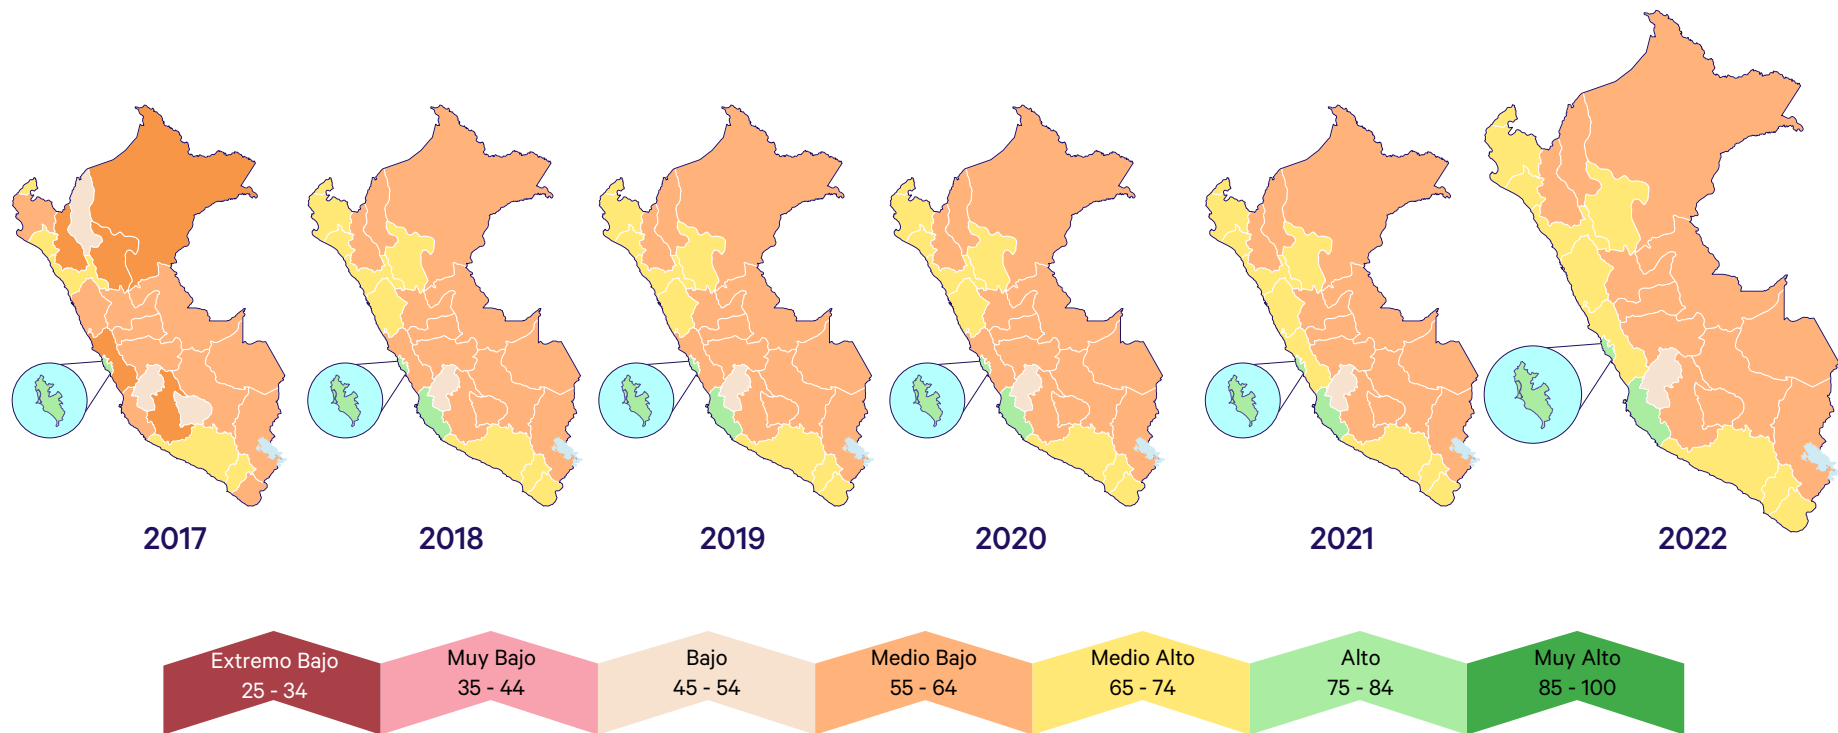 2017
2018
2019
2020
2021
2022
Extremo Bajo
25 - 34
Muy Bajo
35 - 44
Bajo
45 - 54
Medio Bajo
55 - 64
Medio Alto
65 - 74
Alto
75 - 84
Muy Alto
85 - 100